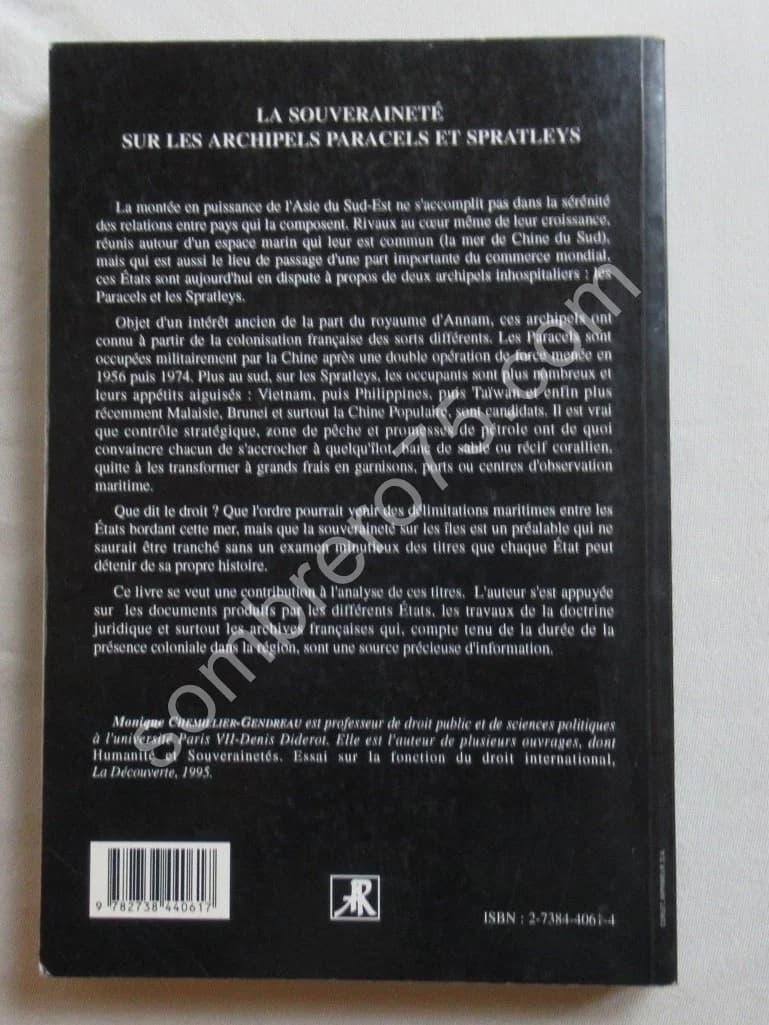 LA SOUVERAINETÉ
SUR LES ARCHIPELS PARACELS ET SPRATLEYS
La montée en puissance de l'Asie du Sud-Est ne s'accomplit pas dans la sérénité
des relations entre pays qui la composent. Rivaux au cœur même de leur croissance,
réunis autour d'un espace marin qui leur est commun (la mer de Chine du Sud),
mais qui est aussi le lieu de passage d'une part importante du commerce mondial,
ces États sont aujourd'hui en dispute à propos de deux archipels inhospitaliers : les
Paracels et les Spratleys.
Objet d'un intérêt ancien de la part du royaume d'Annam, ces archipels ont
connu à partir de la colonisation française des sorts différents. Les Paracels sont
occupées militairement par la Chine après une double opération de force menée en
1956 puis 1974. Plus au sud, sur les Spratleys, les occupants sont plus nombreux et
leurs appétits aiguisés : Vietnam, puis Philippines, puis Taïwan et enfin plus
récemment Malaisie, Brunei et surtout la Chine Populaire, sont candidats. Il est vrai
que contrôle stratégique, zone de pêche et promesses de pétrole ont de quoi
convaincre chacun de s'accrocher à quelqu'îlot, banc de sable ou récif corallien,
quitte à les transformer à grands frais en garnisons, ports ou centres d'observation
maritime.
Que dit le droit ? Que l'ordre pourrait venir des délimitations maritimes entre les
États bordant cette mer, mais que la souveraineté sur les îles est un préalable qui ne
saurait être tranché sans un examen minutieux des titres que chaque État peut
détenir de sa propre histoire.
Ce livre se veut une contribution à l'analyse de ces titres. L'auteur s'est appuyée
sur les documents produits par les différents États, les travaux de la doctrine
juridique et surtout les archives françaises qui, compte tenu de la durée de la
présence coloniale dans la région, sont une source précieuse d'information.
Monique CHEMILLIER-GENDREAU est professeur de droit public et de sciences politiques
à l'université Paris VII-Denis Diderot. Elle est l'auteur de plusieurs ouvrages, dont
Humanité et Souverainetés. Essai sur la fonction du droit international,
La Découverte, 1995.
9 782738 440617
ISBN : 2-7384-4061-4
sombrero75.com